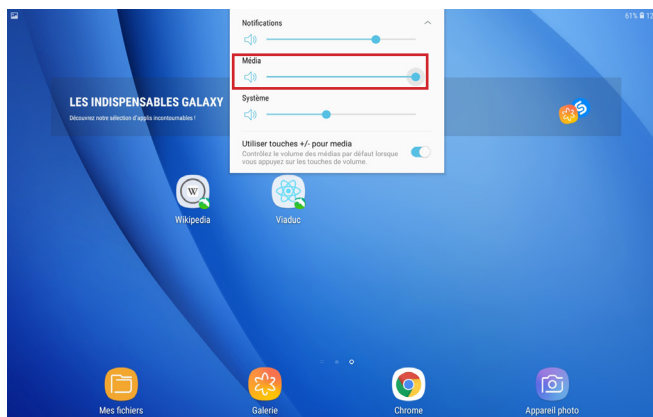 61% 12
Notifications
Média
Système
Utiliser touches +/- pour media
Contrôlez le volume des médias par défaut lorsque
vous appuyez sur les touches de volume.
LES INDISPENSABLES GALAXY
Découvrez notre sélection d'applis incontournables !
W
Wikipedia
Viaduc
Mes fichiers
Galerie
Chrome
Appareil photo